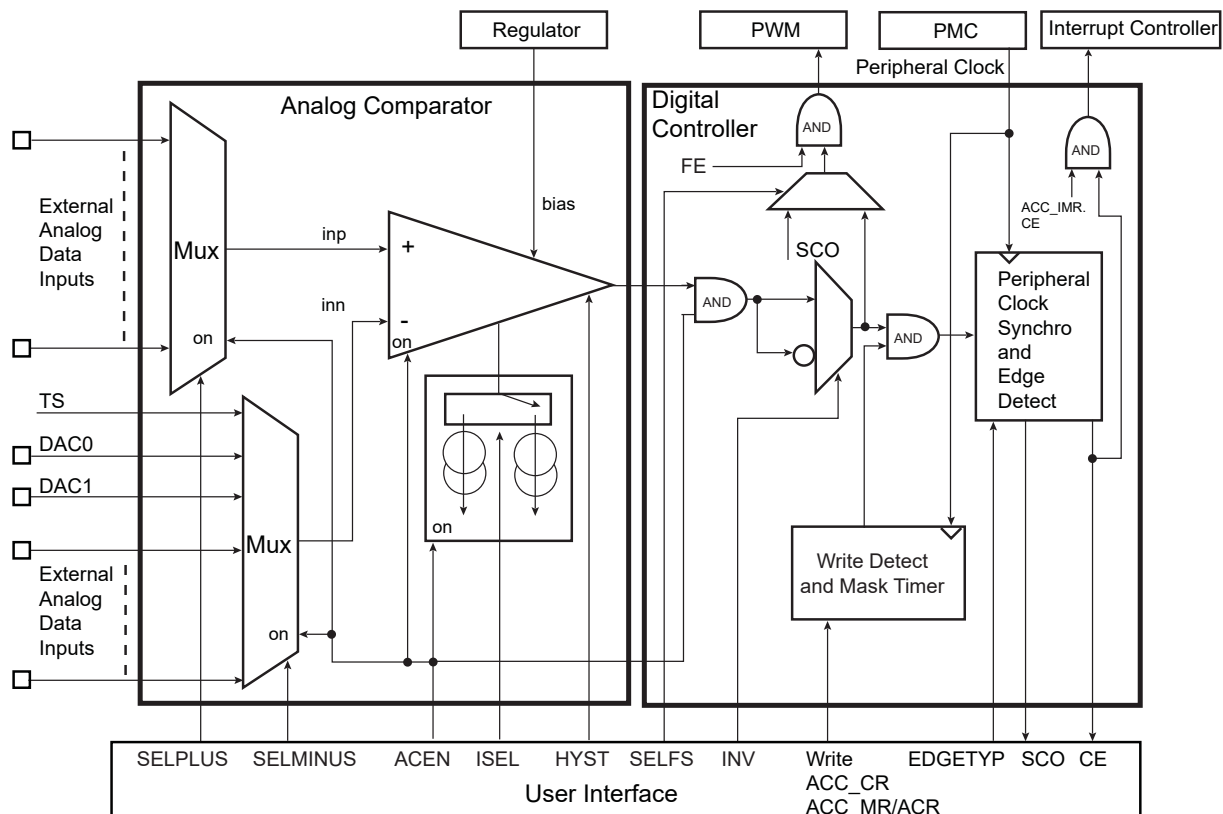 Regulator
PWM
PMC
Interrupt Controller
Peripheral Clock
Analog Comparator
Digital
Controller
AND
AND
FE
External
Analog
Data
Inputs
Mux
on
inp
inn
bias
+
-
on
SCO
ACC_IMR.
CE
AND
AND
Peripheral
Clock
Synchro
and
Edge
Detect
TS
DAC0
DAC1
External
Analog
Data
Inputs
Mux
on
on
Write Detect
and Mask Timer
SELPLUS
SELMINUS
ACEN
ISEL
HYST
SELFS
INV
Write
ACC_CR
ACC_MR/ACR
EDGETYP
SCO
CE
User Interface